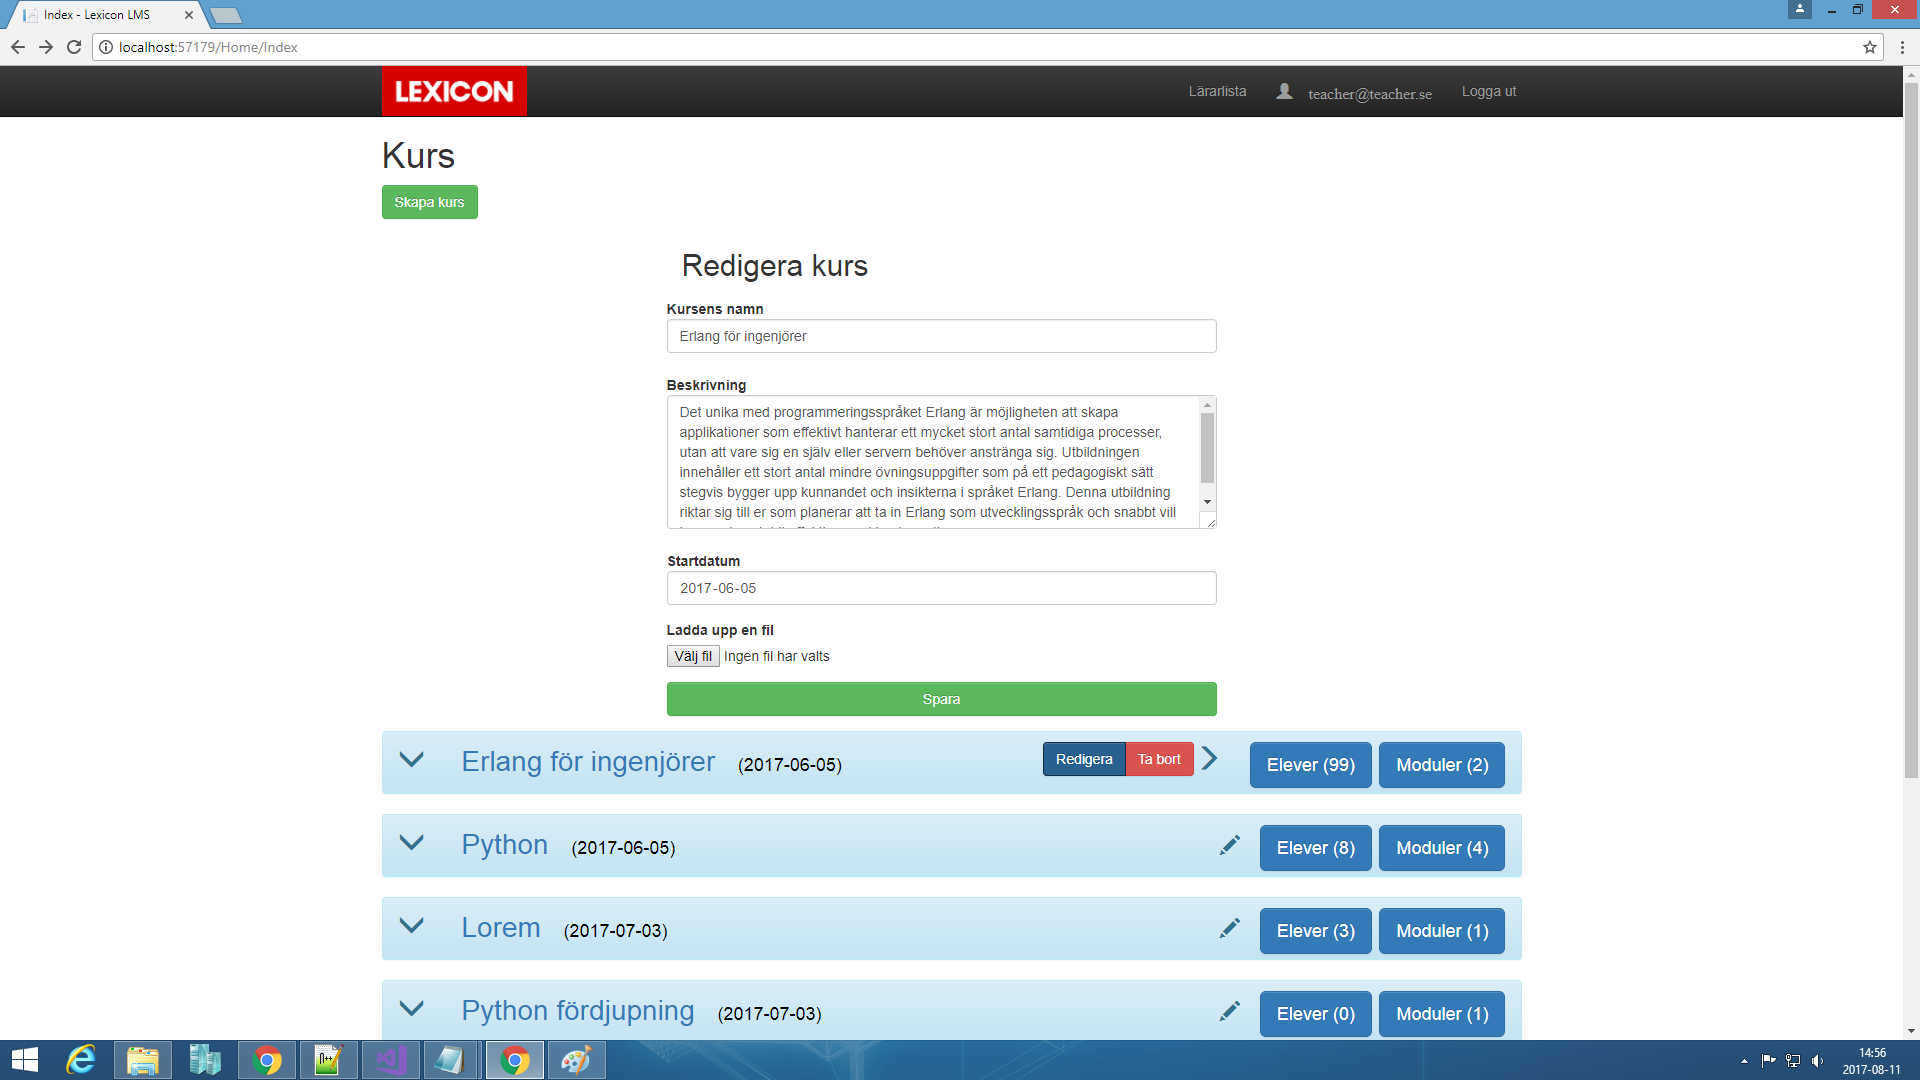 Index - Lexicon LMS
localhost:57179/Home/Index
LEXICON
Lärarlista
teacher@teacher.se
Logga ut
Kurs
Skapa kurs
Redigera kurs
Kursens namn
Erlang för ingenjörer
Beskrivning
Det unika med programmeringsspråket Erlang är möjligheten att skapa
applikationer som effektivt hanterar ett mycket stort antal samtidiga processer,
utan att vare sig en själv eller servern behöver anstränga sig. Utbildningen
innehåller ett stort antal mindre övningsuppgifter som på ett pedagogiskt sätt
stegvis bygger upp kunnandet och insikterna i språket Erlang. Denna utbildning
riktar sig till er som planerar att ta in Erlang som utvecklingsspråk och snabbt vill
Startdatum
2017-06-05
Ladda upp en fil
Välj fil Ingen fil har valts
Spara
Erlang för ingenjörer (2017-06-05) Redigera Ta bort Elever (99) Moduler (2)
Python (2017-06-05) Elever (8) Moduler (4)
Lorem (2017-07-03) Elever (3) Moduler (1)
Python fördjupning (2017-07-03) Elever (0) Moduler (1)
14:56
2017-08-11